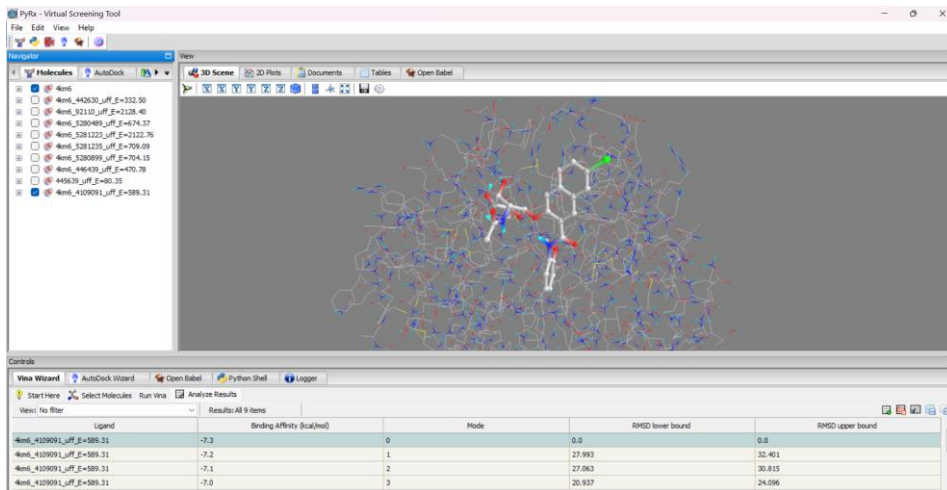 PyRx - Virtual Screening Tool
File Edit View Help
Navigator
View
Molecules AutoDock
3D Scene 2D Plots Documents Tables Open Babel
4km6
4km6_442630_uff_E=332.50
4km6_92110_uff_E=2128.40
4km6_5280489_uff_E=674.37
4km6_5281223_uff_E=2122.76
4km6_5281235_uff_E=709.09
4km6_5280899_uff_E=704.15
4km6_446439_uff_E=470.78
445639_uff_E=80.35
4km6_4109091_uff_E=589.31
X X Y Y Z Z
Controls
Vina Wizard AutoDock Wizard Open Babel Python Shell Logger
Start Here Select Molecules Run Vina Analyze Results
View: No filter Results: All 9 items
Ligand Binding Affinity (kcal/mol) Mode RMSD lower bound RMSD upper bound
4km6_4109091_uff_E=589.31 -7.3 0 0.0 0.0
4km6_4109091_uff_E=589.31 -7.2 1 27.993 32.401
4km6_4109091_uff_E=589.31 -7.1 2 27.063 30.815
4km6_4109091_uff_E=589.31 -7.0 3 20.937 24.096